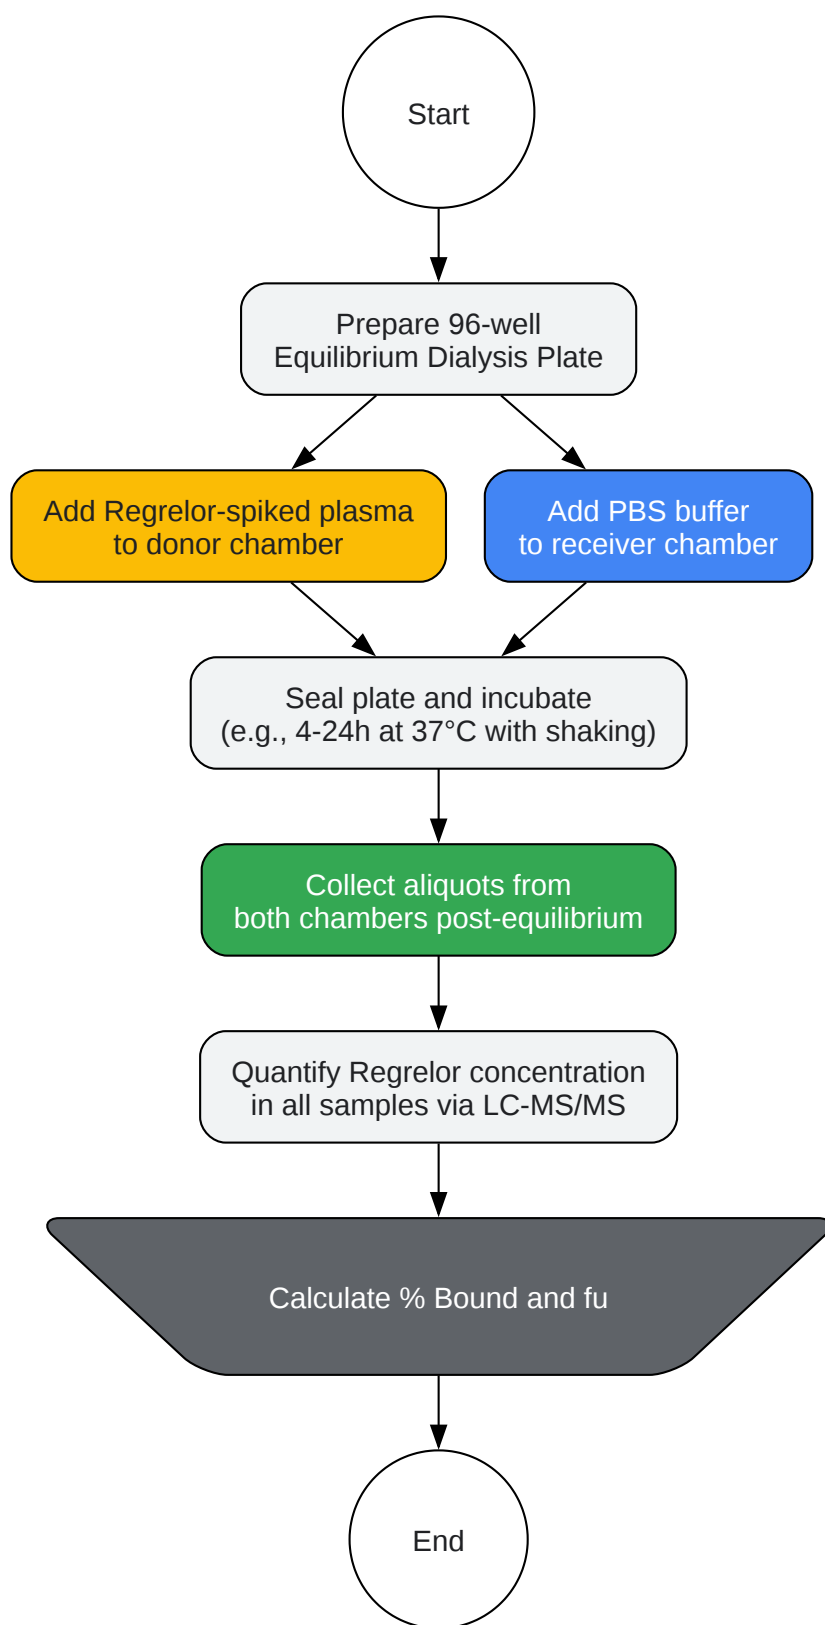 Start
Prepare 96-well
Equilibrium Dialysis Plate
Add Regrelor-spiked plasma
to donor chamber
Add PBS buffer
to receiver chamber
Seal plate and incubate
(e.g., 4-24h at 37°C with shaking)
Collect aliquots from
both chambers post-equilibrium
Quantify Regrelor concentration
in all samples via LC-MS/MS
Calculate % Bound and fu
End